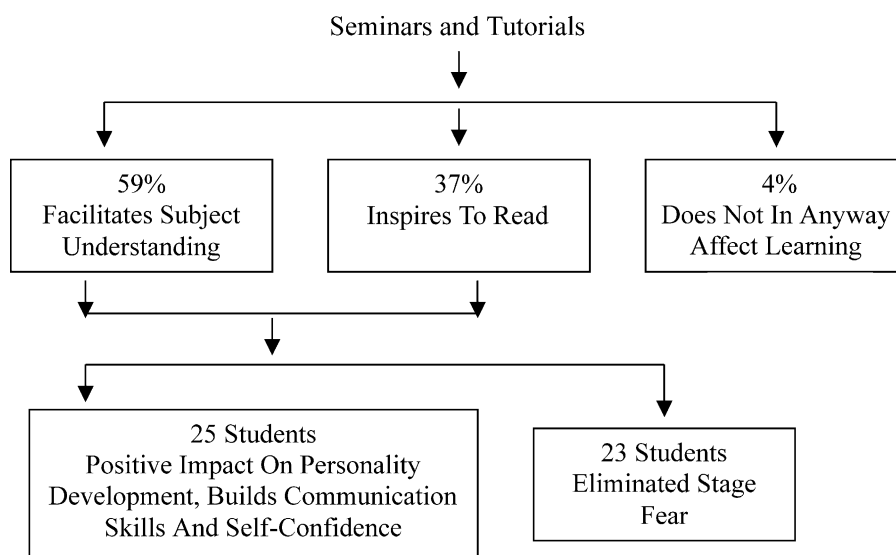 Seminars and Tutorials
59%
Facilitates Subject
Understanding
37%
Inspires To Read
4%
Does Not In Anyway
Affect Learning
25 Students
Positive Impact On Personality
Development, Builds Communication
Skills And Self-Confidence
23 Students
Eliminated Stage
Fear